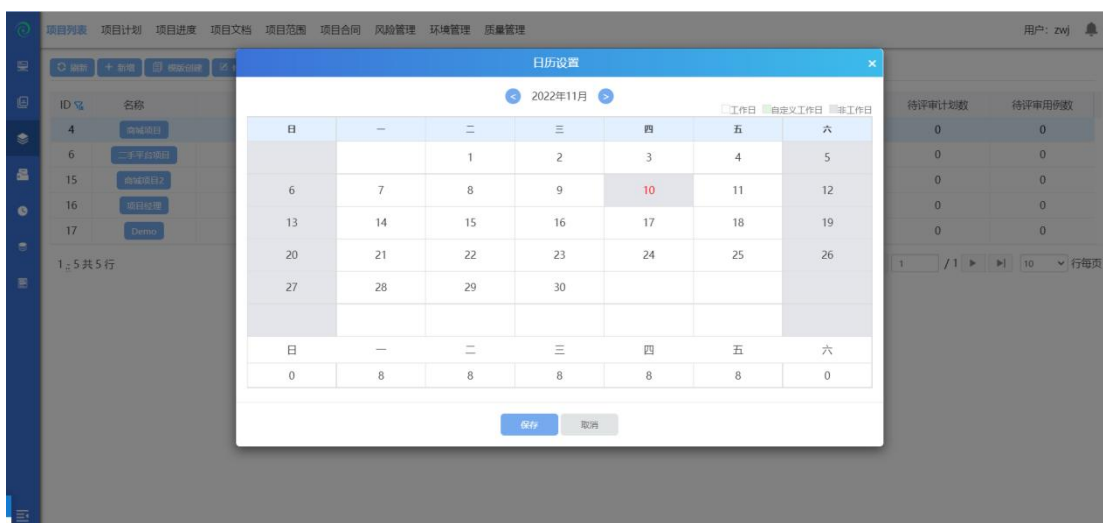 项目列表 项目计划 项目进度 项目文档 项目范围 项目合同 风险管理 环境管理 质量管理 用户：zwj
刷新 + 新增 模版创建
日历设置 ×
< 2022年11月 >
工作日 自定义工作日 非工作日
ID 名称 待评审计划数 待评审用例数
日 一 二 三 四 五 六
4 商城项目 0 0
1 2 3 4 5
6 二手平台项目 0 0
15 商城项目2 0 0
6 7 8 9 10 11 12
16 项目经理 0 0
13 14 15 16 17 18 19
17 Demo 0 0
20 21 22 23 24 25 26
1 - 5 共 5 行 1 / 1 10 行每页
27 28 29 30
日 一 二 三 四 五 六
0 8 8 8 8 8 0
保存 取消